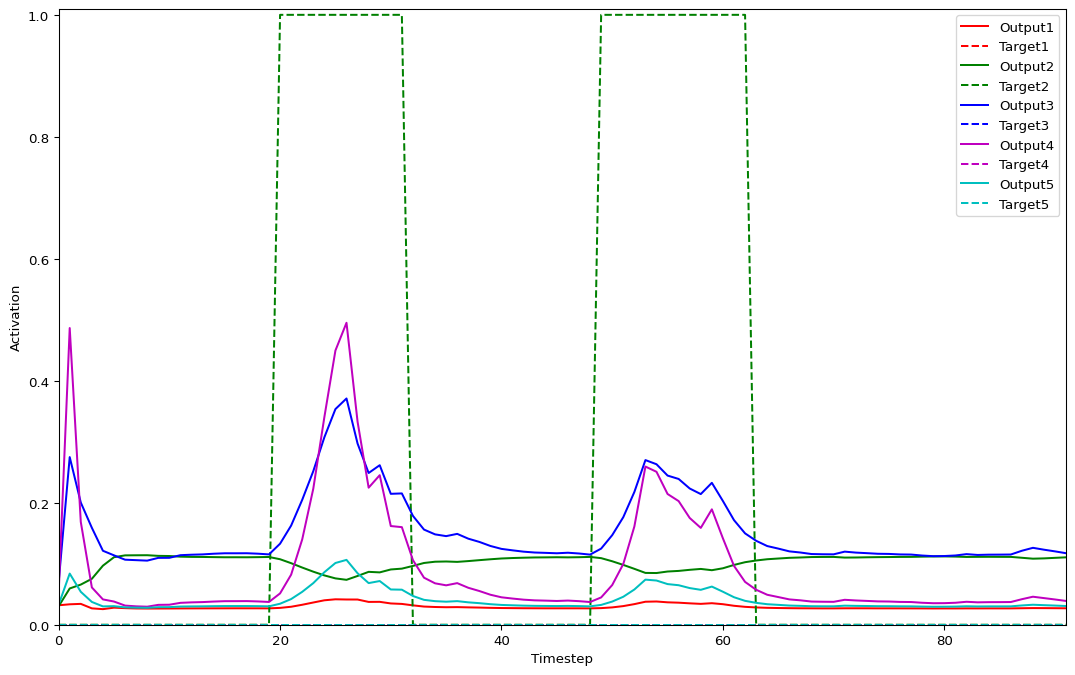 1.0
0.8
0.6
0.4
0.2
0.0
Activation
0
20
40
60
80
Timestep
Output1
Target1
Output2
Target2
Output3
Target3
Output4
Target4
Output5
Target5